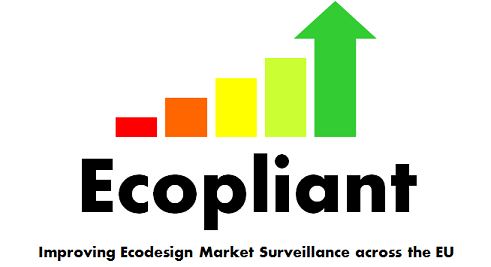 Ecopliant
Improving Ecodesign Market Surveillance across the EU